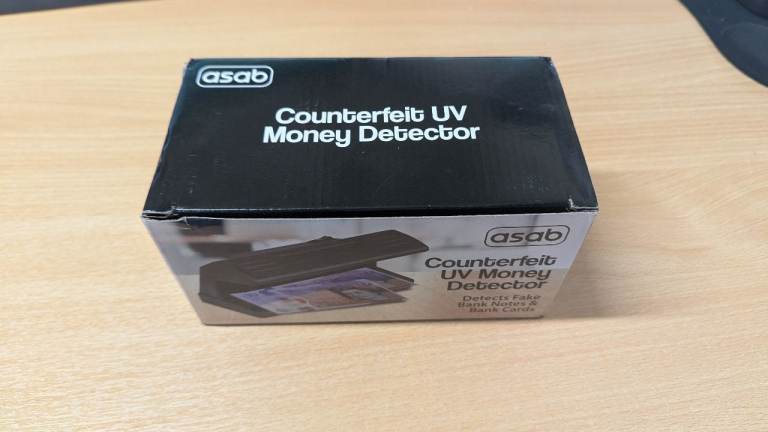 asab
Counterfeit UV
Money Detector
asab
Counterfeit
UV Money
Detector
Detects Fake
Bank Notes &
Bank Cards